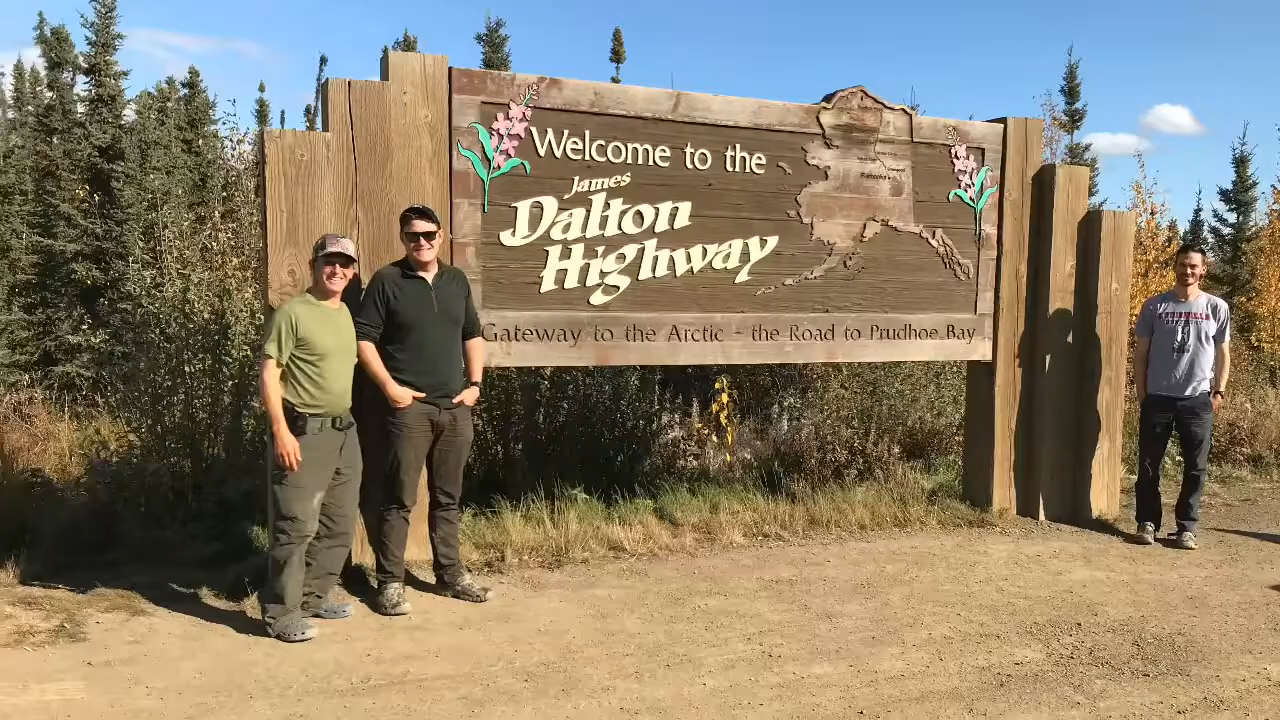 Welcome to the
James
Dalton
Highway
Gateway to the Arctic - the Road to Prudhoe Bay